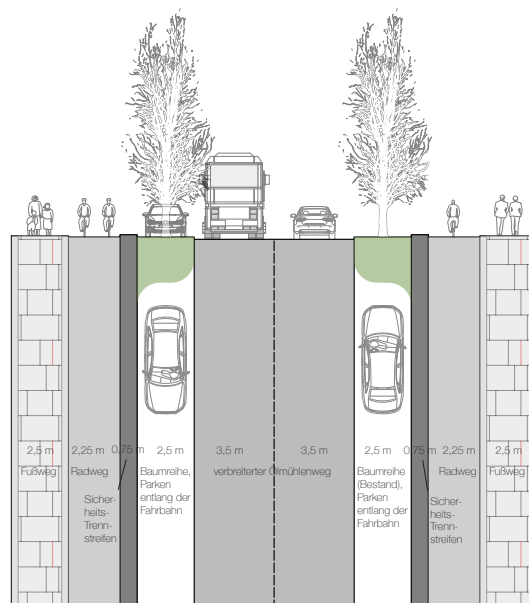 2,5 m 2,25 m 0,75 m 2,5 m 3,5 m 3,5 m 2,5 m 0,75 m 2,25 m 2,5 m
Fußweg Radweg Baumreihe, verbreiterter Ölmühlenweg Baumreihe Radweg Fußweg
Parken
entlang der
Fahrbahn
(Bestand),
Parken
entlang der
Fahrbahn
Sicher-
heits-
Trenn-
streifen
Sicher-
heits-
Trenn-
streifen